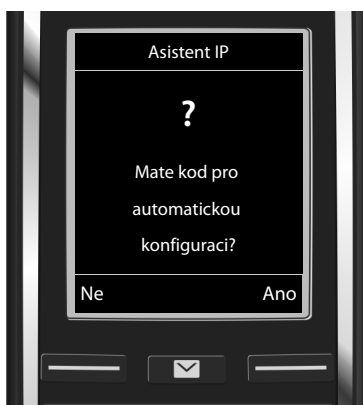 Asistent IP
?
Mate kod pro
automatickou
konfiguraci?
Ne Ano